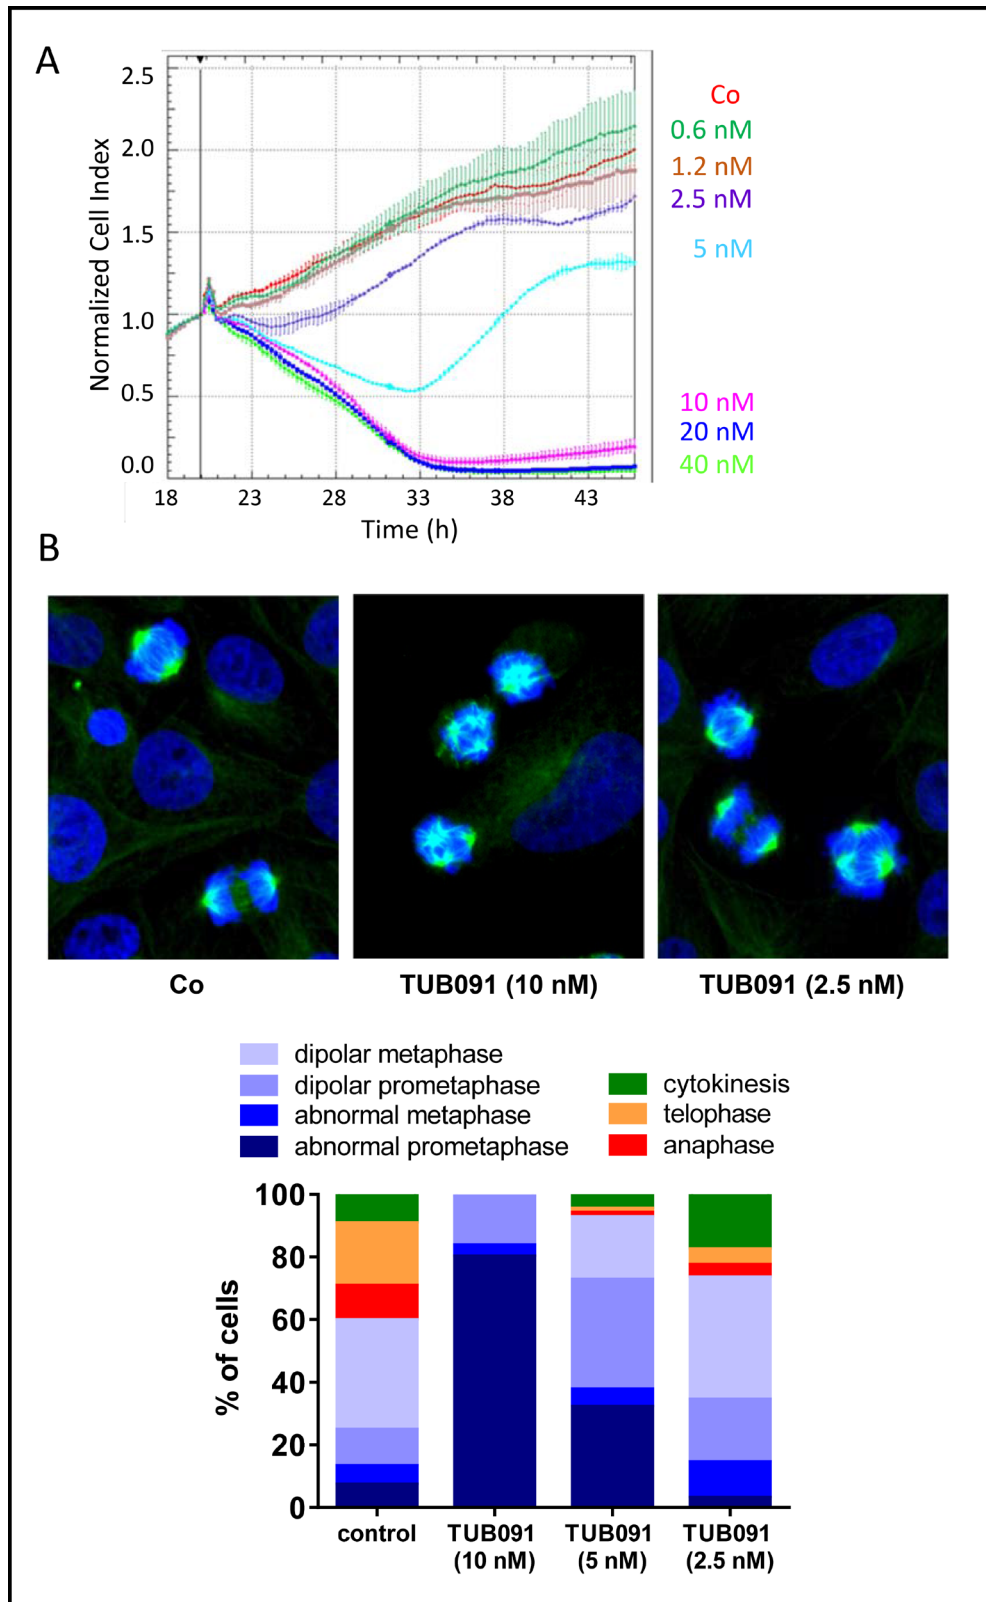 A
2.5
2.0
1.5
1.0
0.5
0.0
Normalized Cell Index
18 23 28 33 38 43
Time (h)
Co
0.6 nM
1.2 nM
2.5 nM
5 nM
10 nM
20 nM
40 nM
B
Co
TUB091 (10 nM)
TUB091 (2.5 nM)
dipolar metaphase
dipolar prometaphase
abnormal metaphase
abnormal prometaphase
cytokinesis
telophase
anaphase
100
80
60
40
20
0
% of cells
control
TUB091
(10 nM)
TUB091
(5 nM)
TUB091
(2.5 nM)